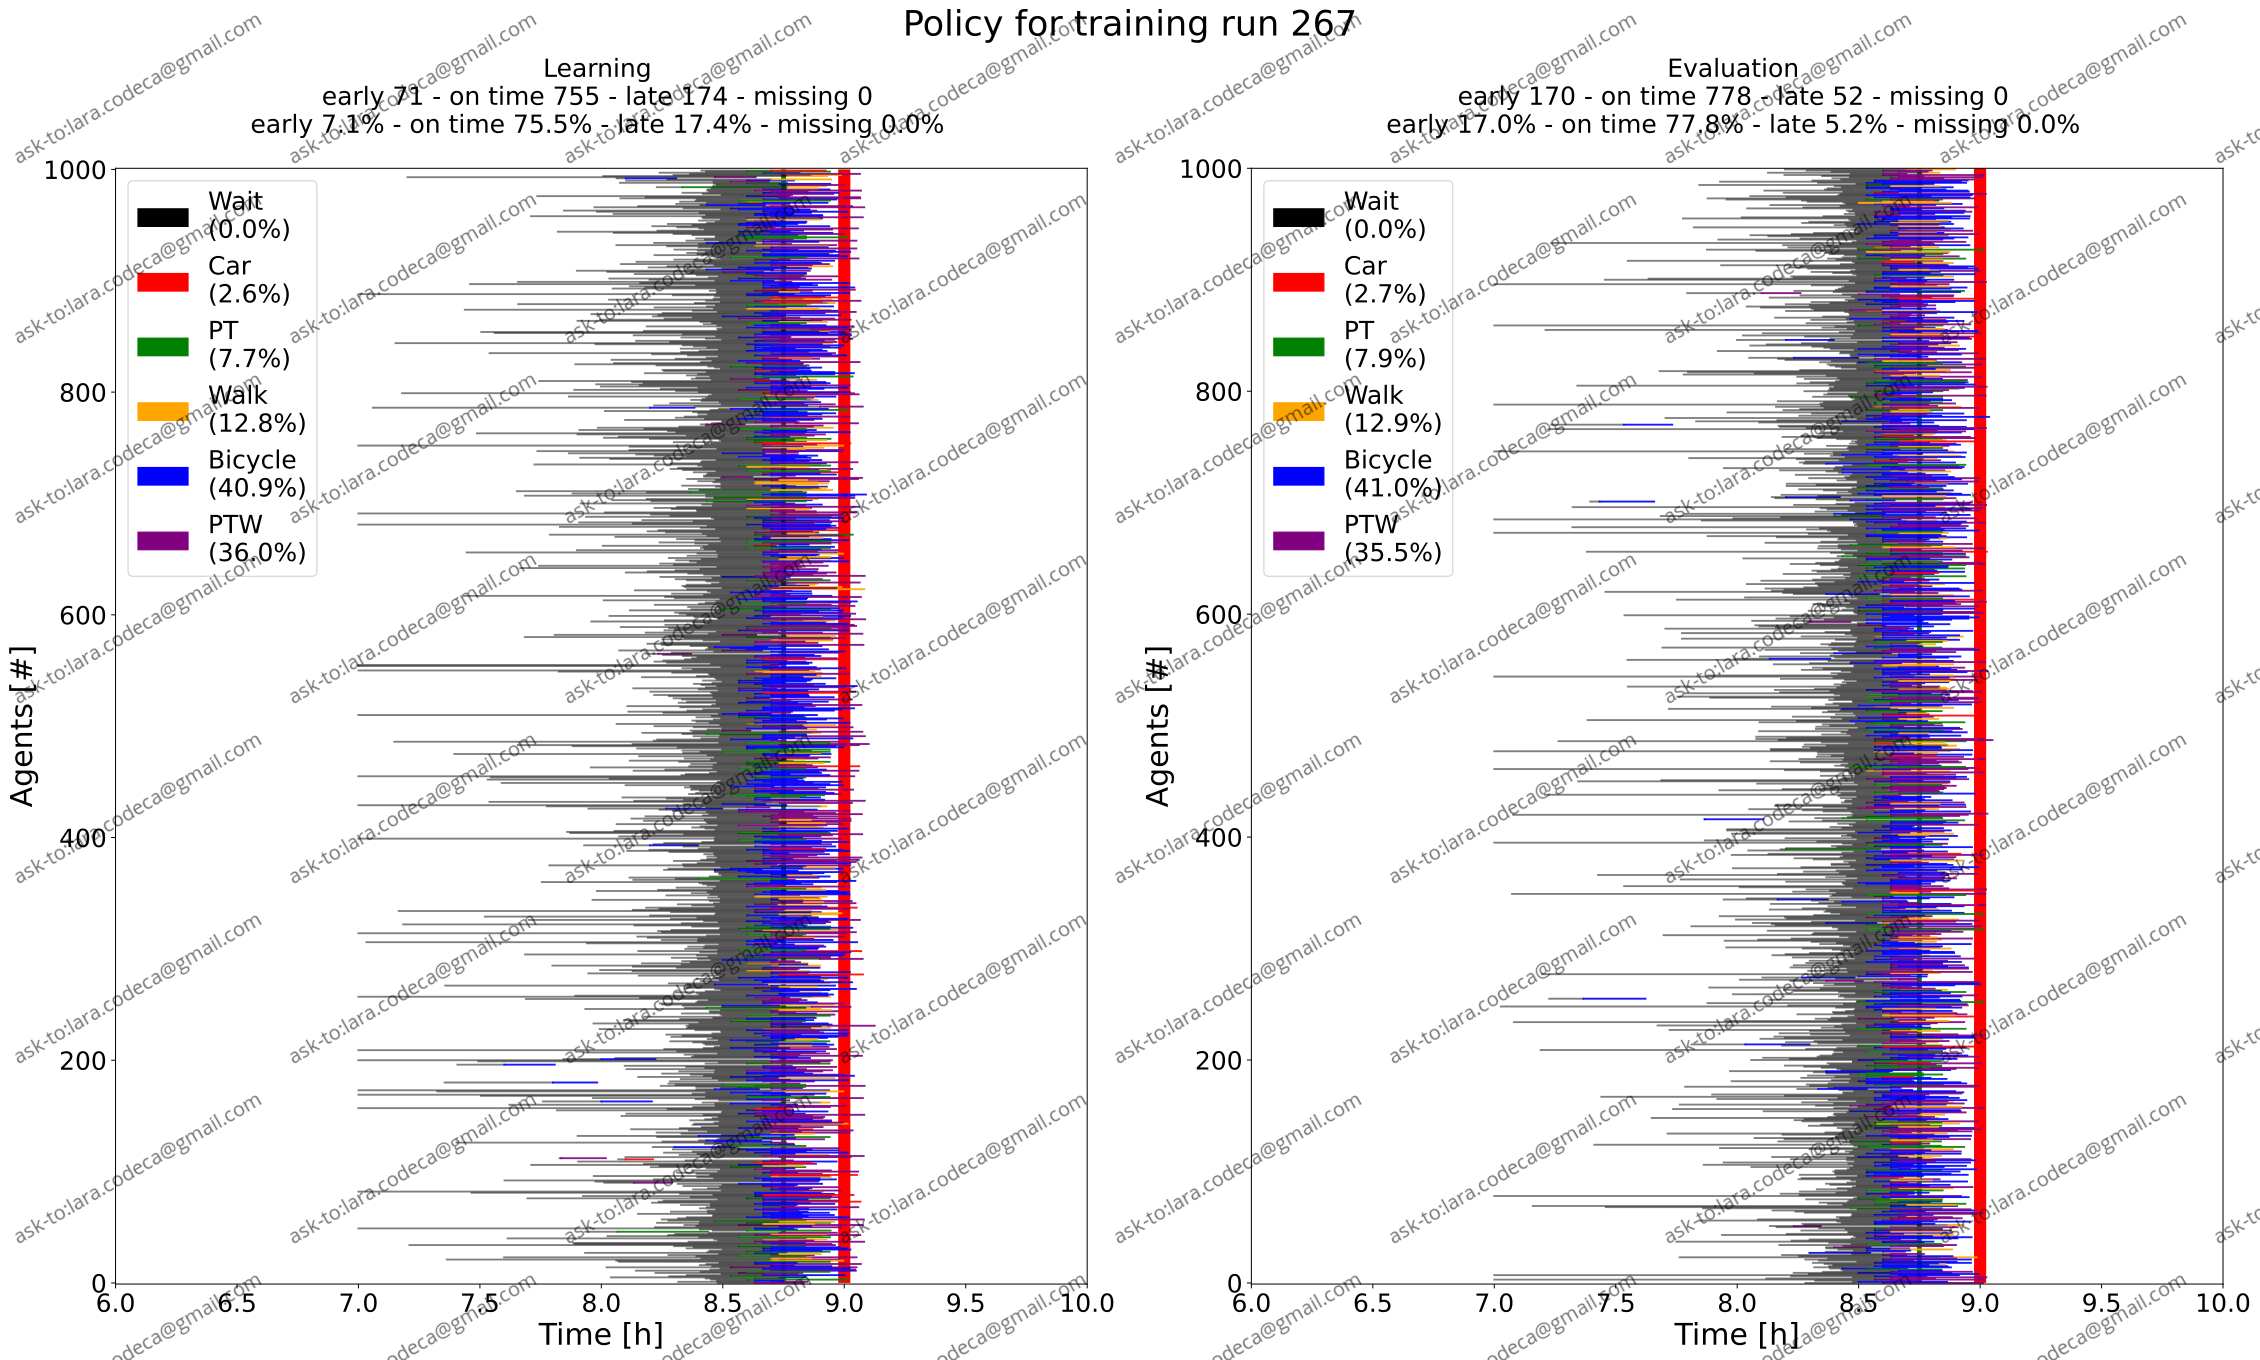 Policy for training run 267
Learning
early 71 - on time 755 - late 174 - missing 0
early 7.1% - on time 75.5% - late 17.4% - missing 0.0%
Wait
(0.0%)
Car
(2.6%)
PT
(7.7%)
Walk
(12.8%)
Bicycle
(40.9%)
PTW
(36.0%)
1000
800
600
400
200
0
Agents [#]
6.0 6.5 7.0 7.5 8.0 8.5 9.0 9.5 10.0
Time [h]
Evaluation
early 170 - on time 778 - late 52 - missing 0
early 17.0% - on time 77.8% - late 5.2% - missing 0.0%
Wait
(0.0%)
Car
(2.7%)
PT
(7.9%)
Walk
(12.9%)
Bicycle
(41.0%)
PTW
(35.5%)
1000
800
600
400
200
0
Agents [#]
6.0 6.5 7.0 7.5 8.0 8.5 9.0 9.5 10.0
Time [h]
ask-to:lara.codeca@gmail.com